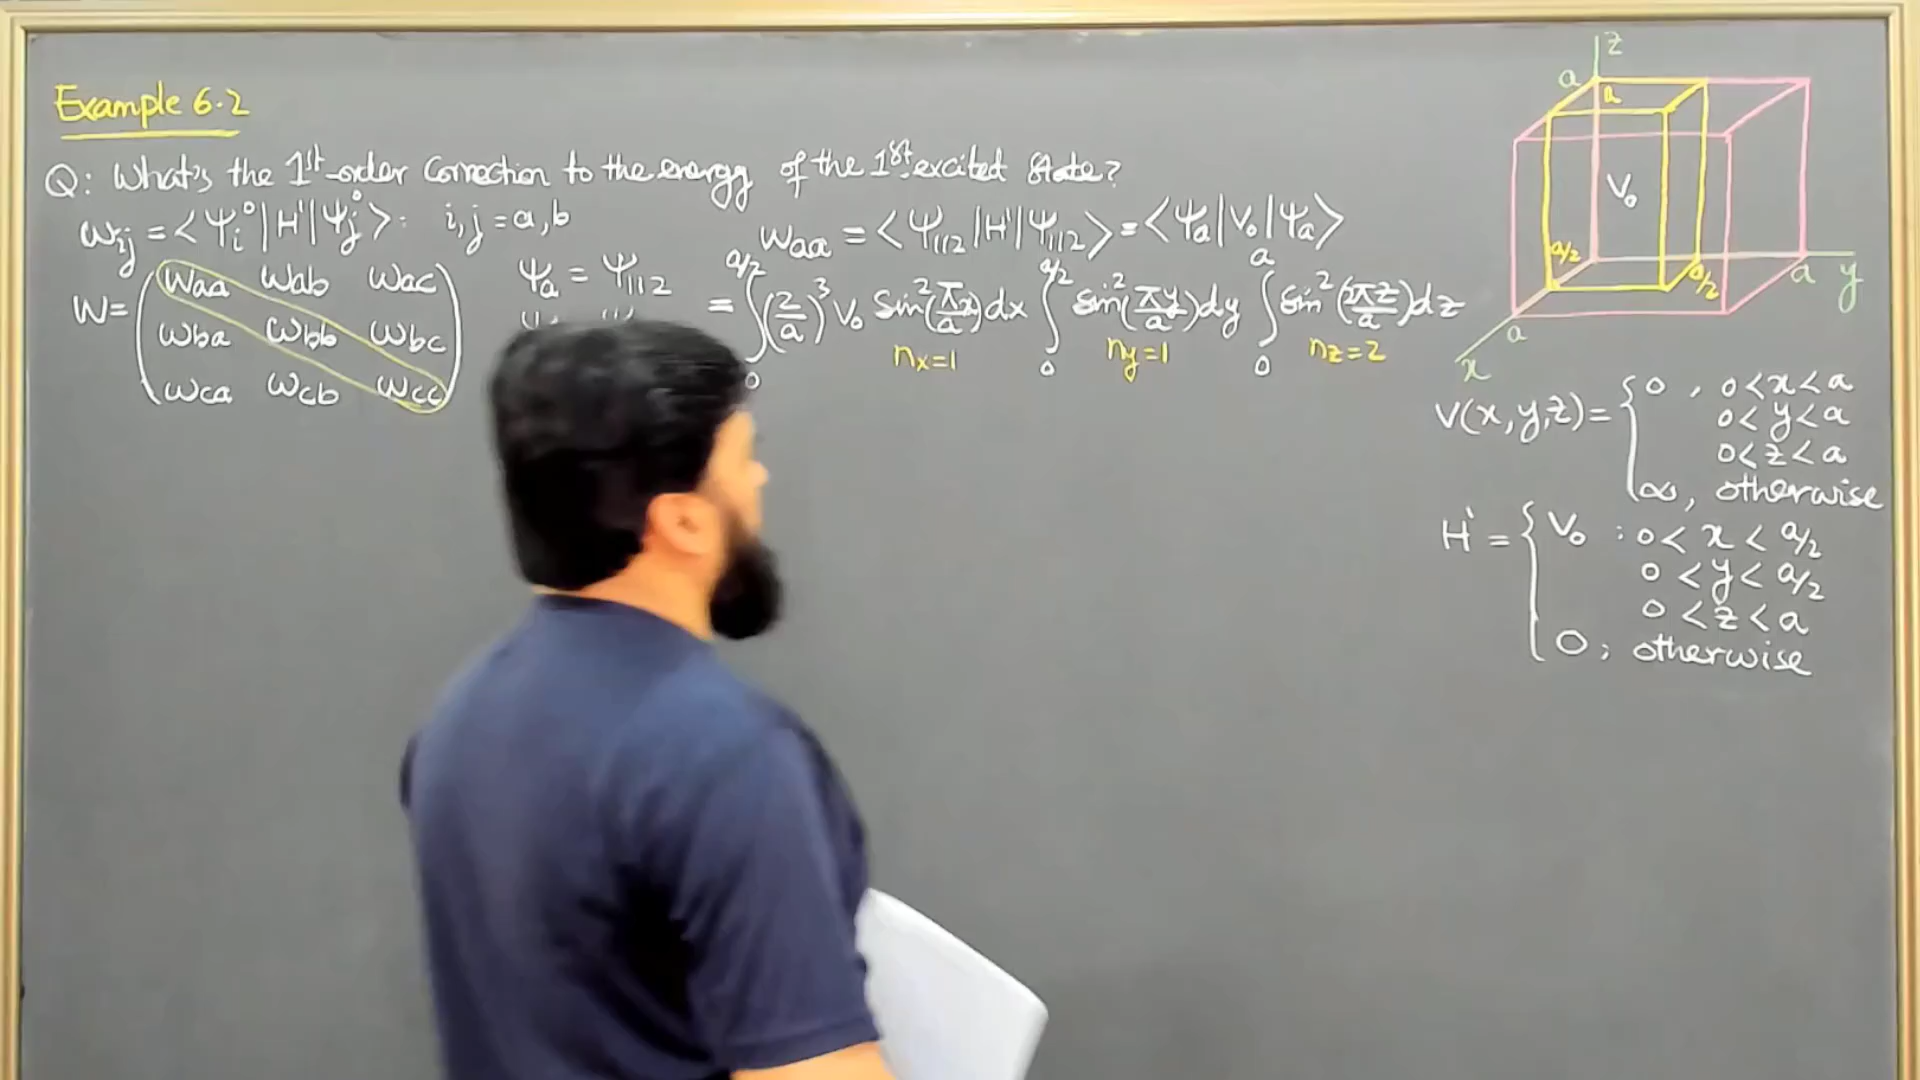 Example 6.2
Q: What's the 1st-order Correction to the energy of the 1st excited State?
Wij = <Ψi⁰|H'|Ψj⁰> : i,j = a,b
W = (Waa Wab Wac
Wba Wbb Wbc
Wca Wcb Wcc)
Ψa = Ψ112
Waa = <Ψ112|H'|Ψ112> = <Ψa|V0|Ψa>
= ∫₀^{a/2} (2/a)³ V0 Sin²(πx/a)dx ∫₀^{a/2} sin²(πy/a)dy ∫₀^{a} sin²(2πz/a)dz
nx=1 ny=1 nz=2
z
a
a
V0
a/2
a/2
a
y
a
x
V(x,y,z) = { 0 , 0<x<a
0<y<a
0<z<a
∞, otherwise
H' = { V0 : 0 < x < a/2
0 < y < a/2
0 < z < a
0 ; otherwise